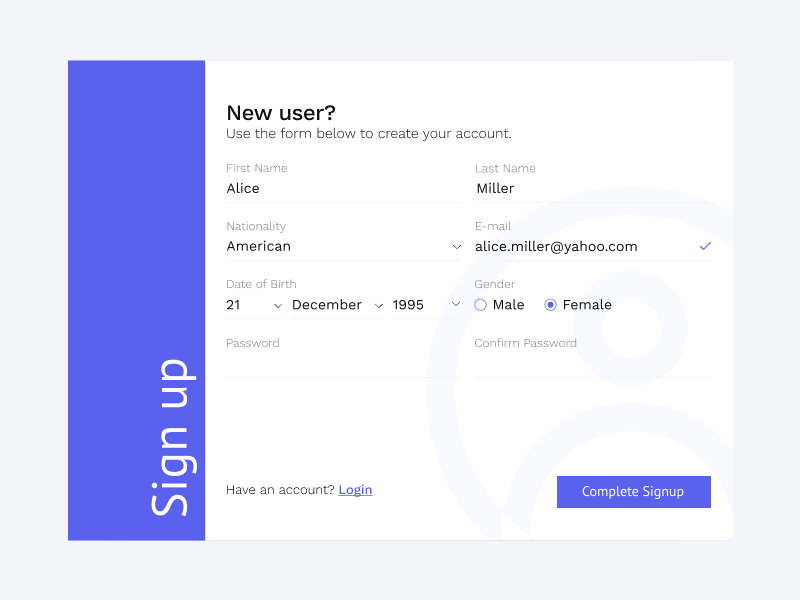 Sign up
New user?
Use the form below to create your account.
First Name
Last Name
Alice
Miller
Nationality
E-mail
American
alice.miller@yahoo.com
Date of Birth
Gender
21 December 1995
Male Female
Password
Confirm Password
Have an account? Login
Complete Signup